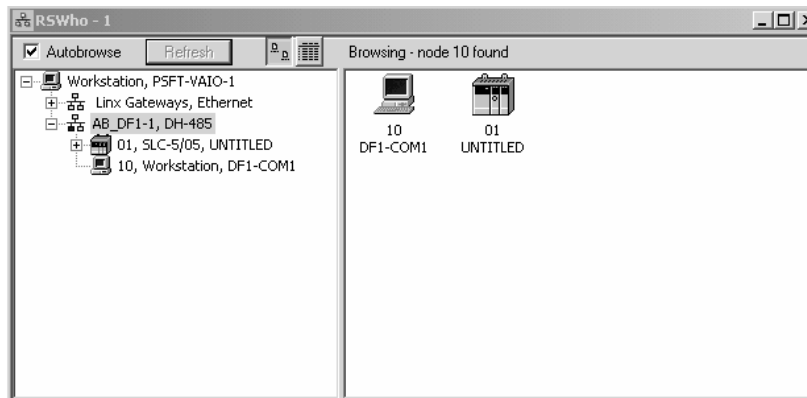 RSWho - 1
Autobrowse
Refresh
Browsing - node 10 found
Workstation, PSFT-VAIO-1
Linx Gateways, Ethernet
AB_DF1-1, DH-485
01, SLC-5/05, UNTITLED
10, Workstation, DF1-COM1
10
DF1-COM1
01
UNTITLED